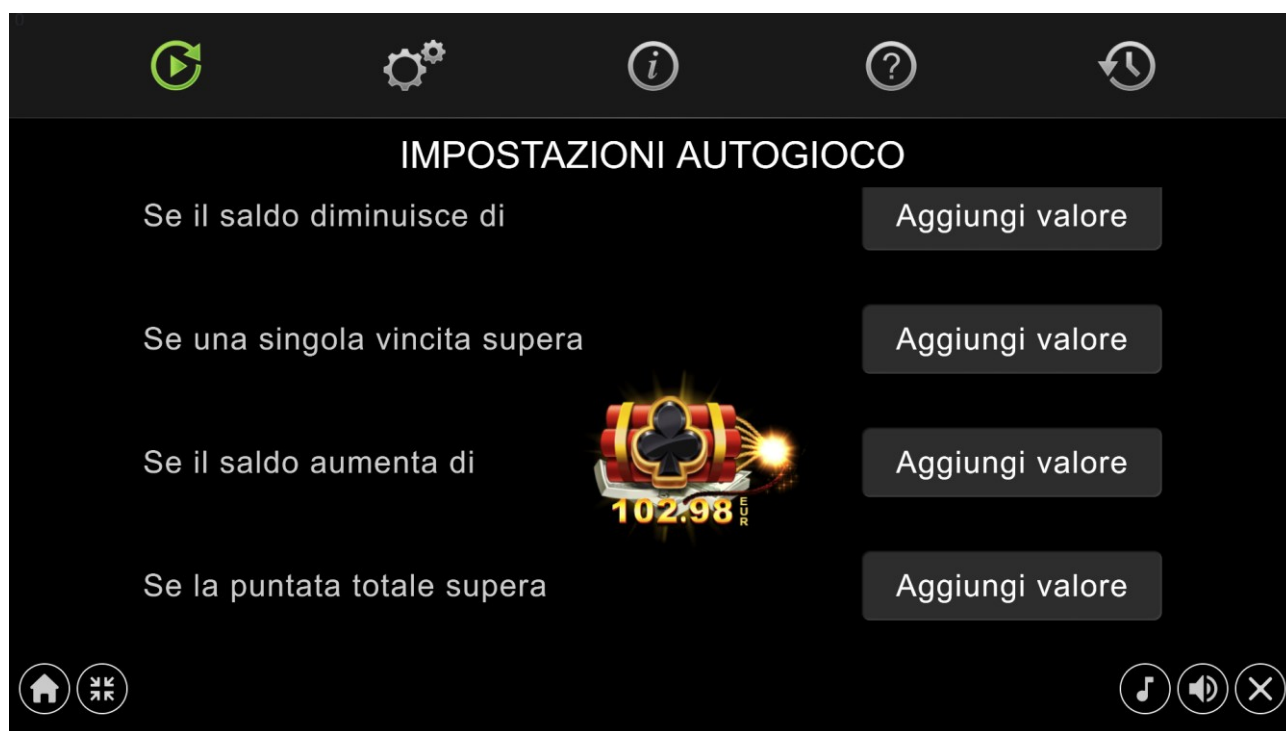 0
IMPOSTAZIONI AUTOGIOCO
Se il saldo diminuisce di Aggiungi valore
Se una singola vincita supera Aggiungi valore
Se il saldo aumenta di Aggiungi valore
102.98 EUR
Se la puntata totale supera Aggiungi valore